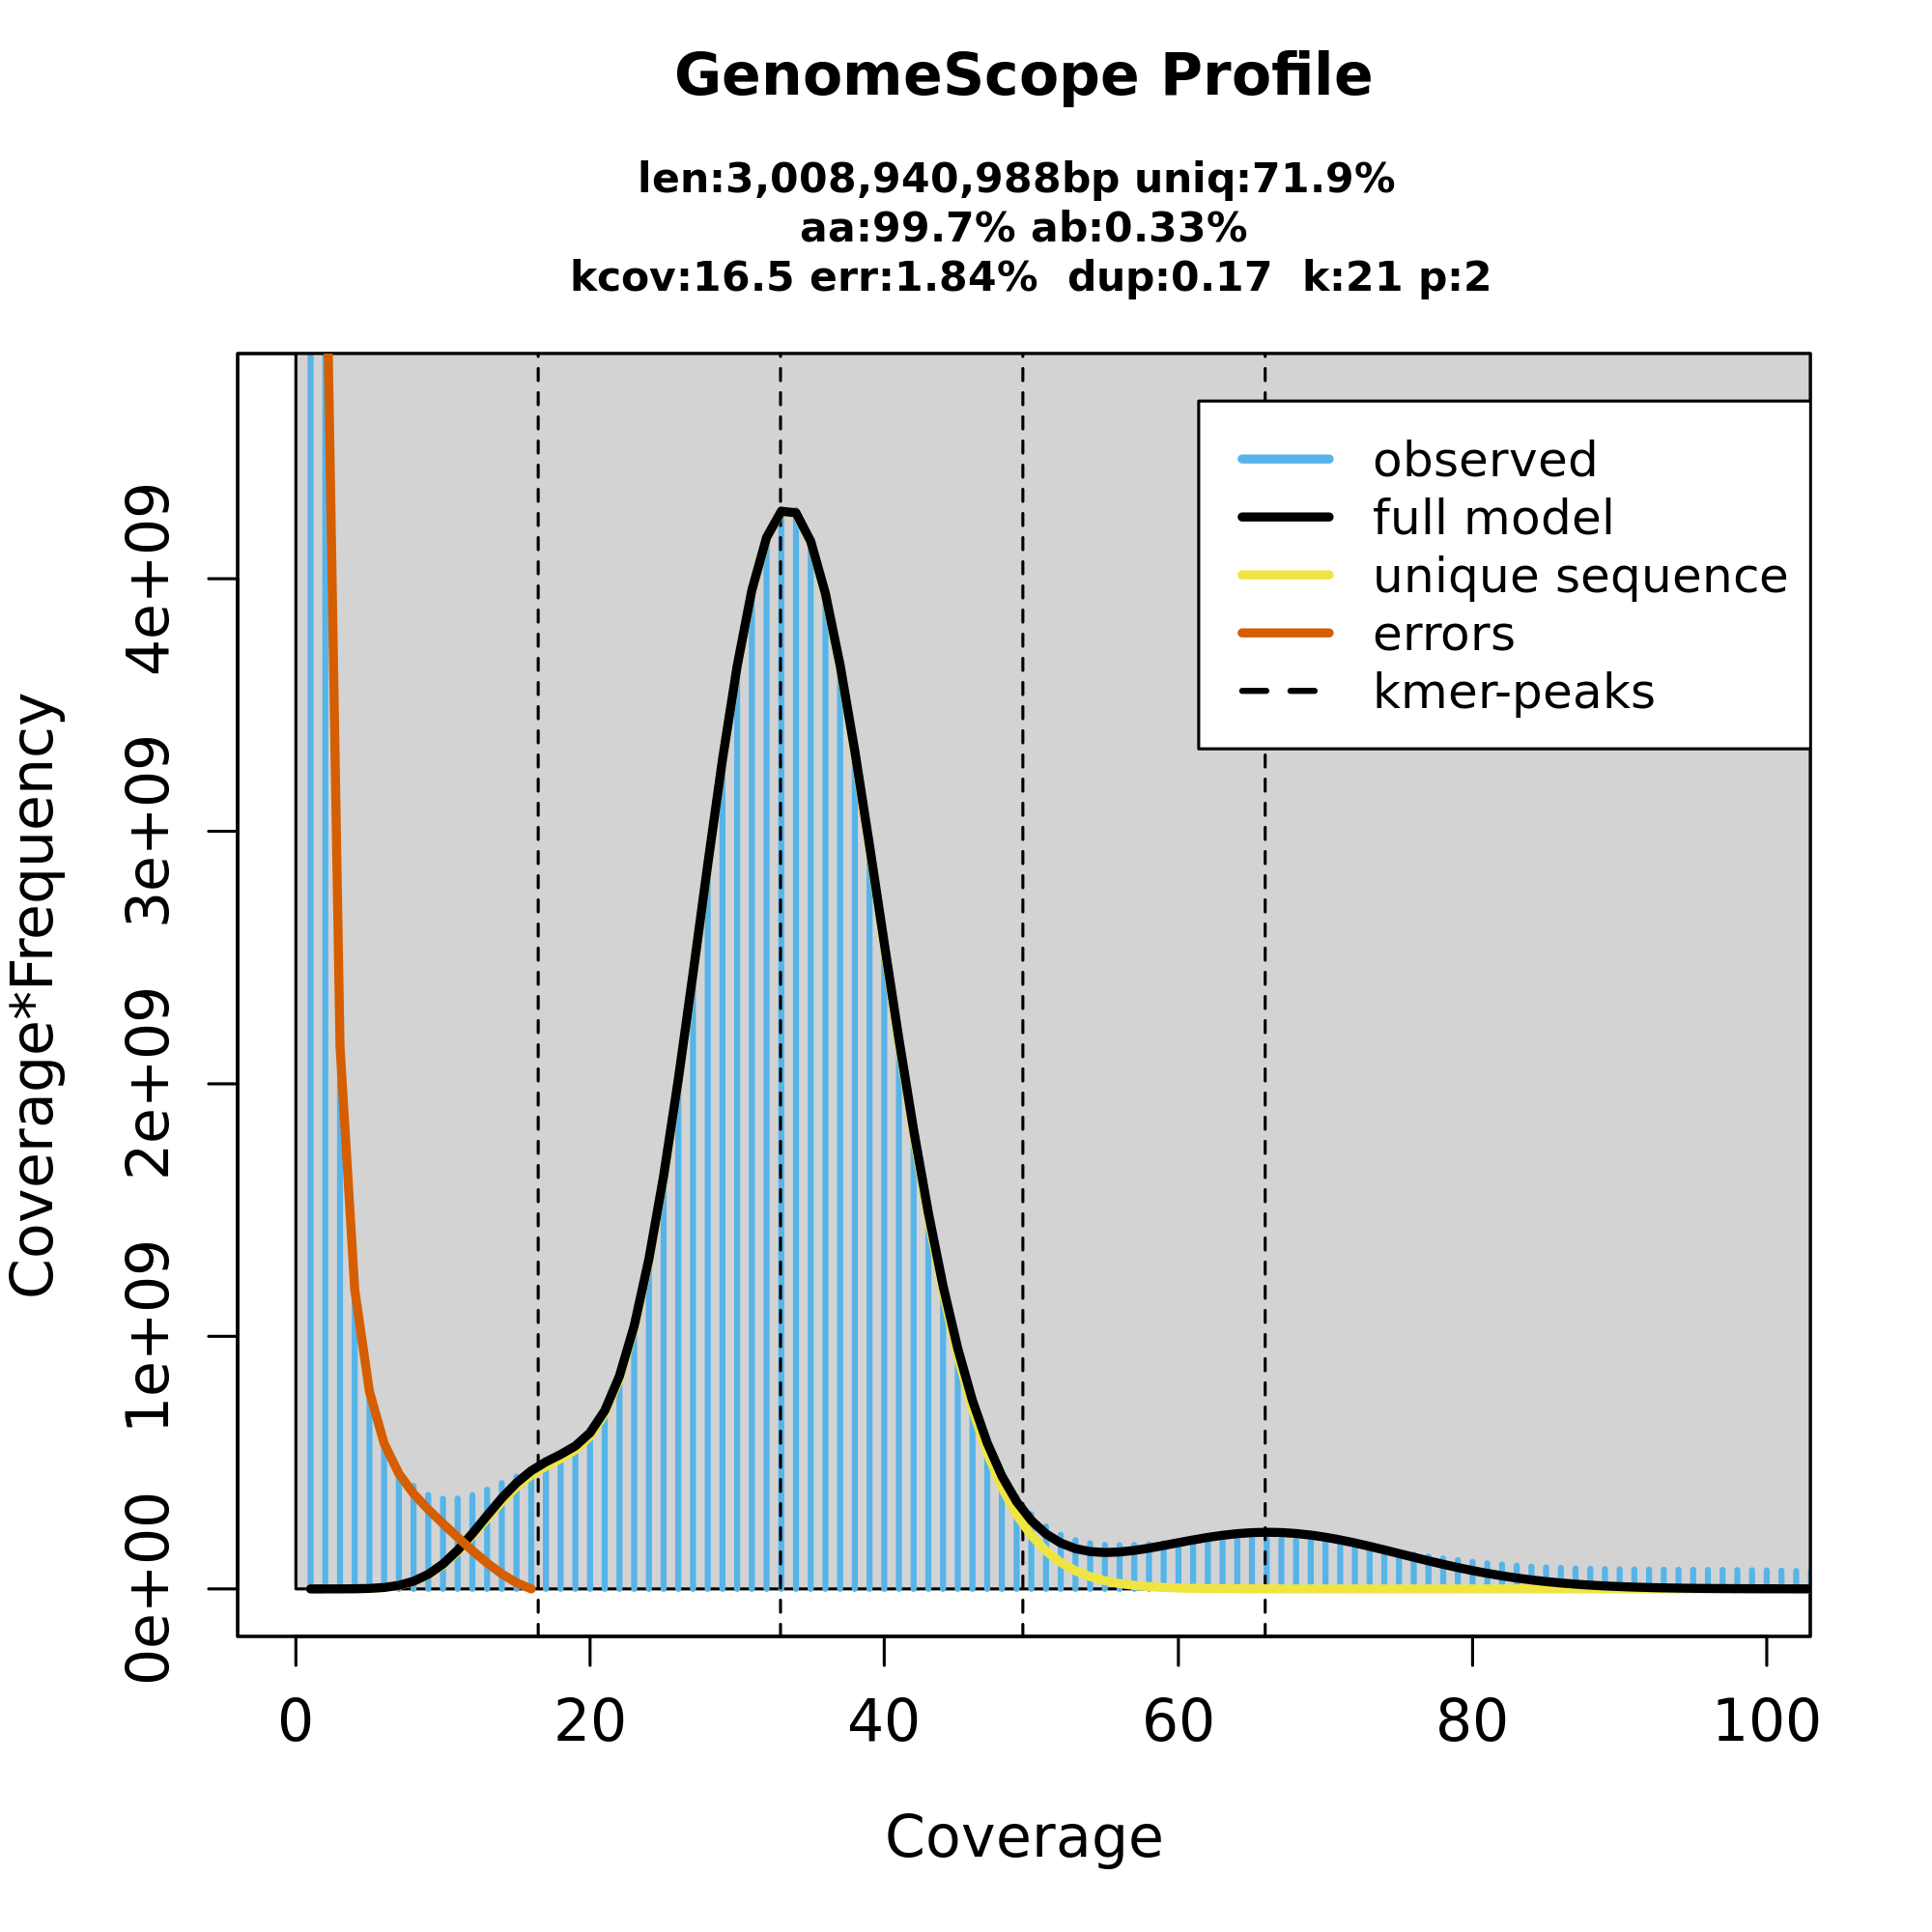 GenomeScope Profile
len:3,008,940,988bp uniq:71.9%
aa:99.7% ab:0.33%
kcov:16.5 err:1.84%  dup:0.17  k:21 p:2
Coverage*Frequency
4e+09
3e+09
2e+09
1e+09
0e+00
observed
full model
unique sequence
errors
kmer-peaks
0 20 40 60 80 100
Coverage